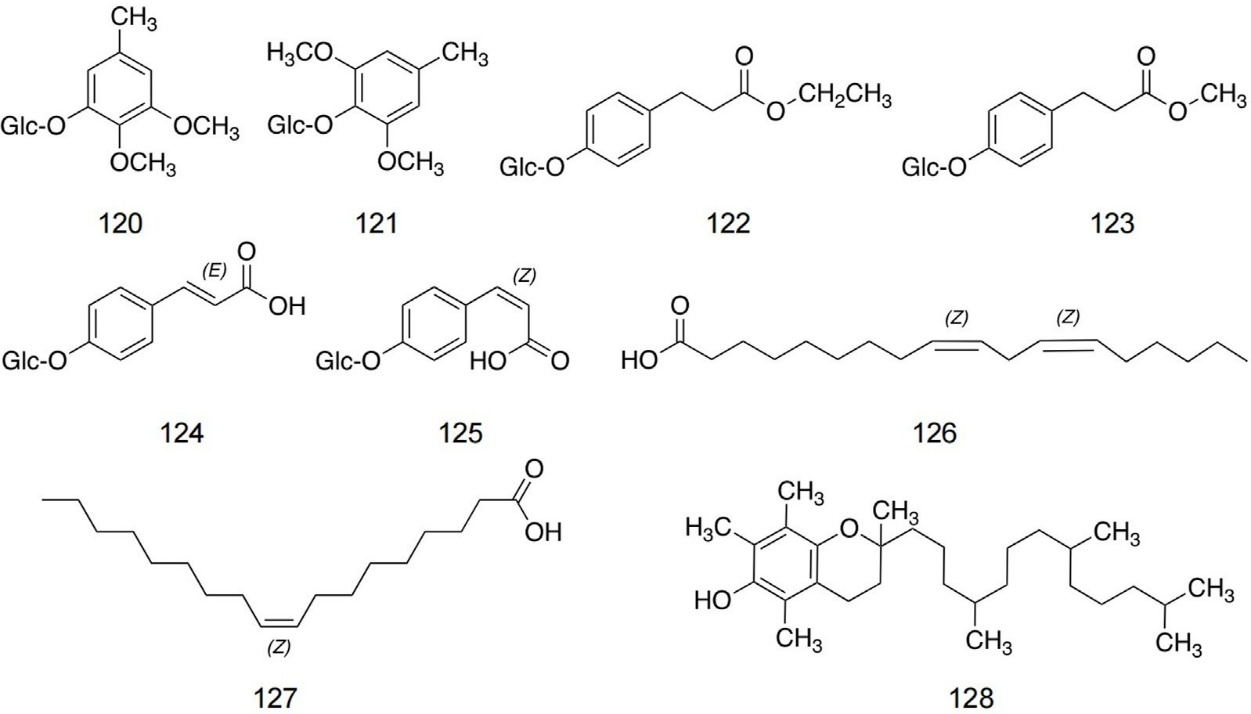 CH3
Glc-O
OCH3
OCH3
120
H3CO
CH3
Glc-O
OCH3
121
O
O
CH2CH3
Glc-O
122
O
O
CH3
Glc-O
123
(E)
O
OH
Glc-O
124
(Z)
HO
O
Glc-O
125
O
HO
(Z)
(Z)
126
O
OH
(Z)
127
CH3
H3C
O
CH3
HO
CH3
CH3
CH3
CH3
CH3
128